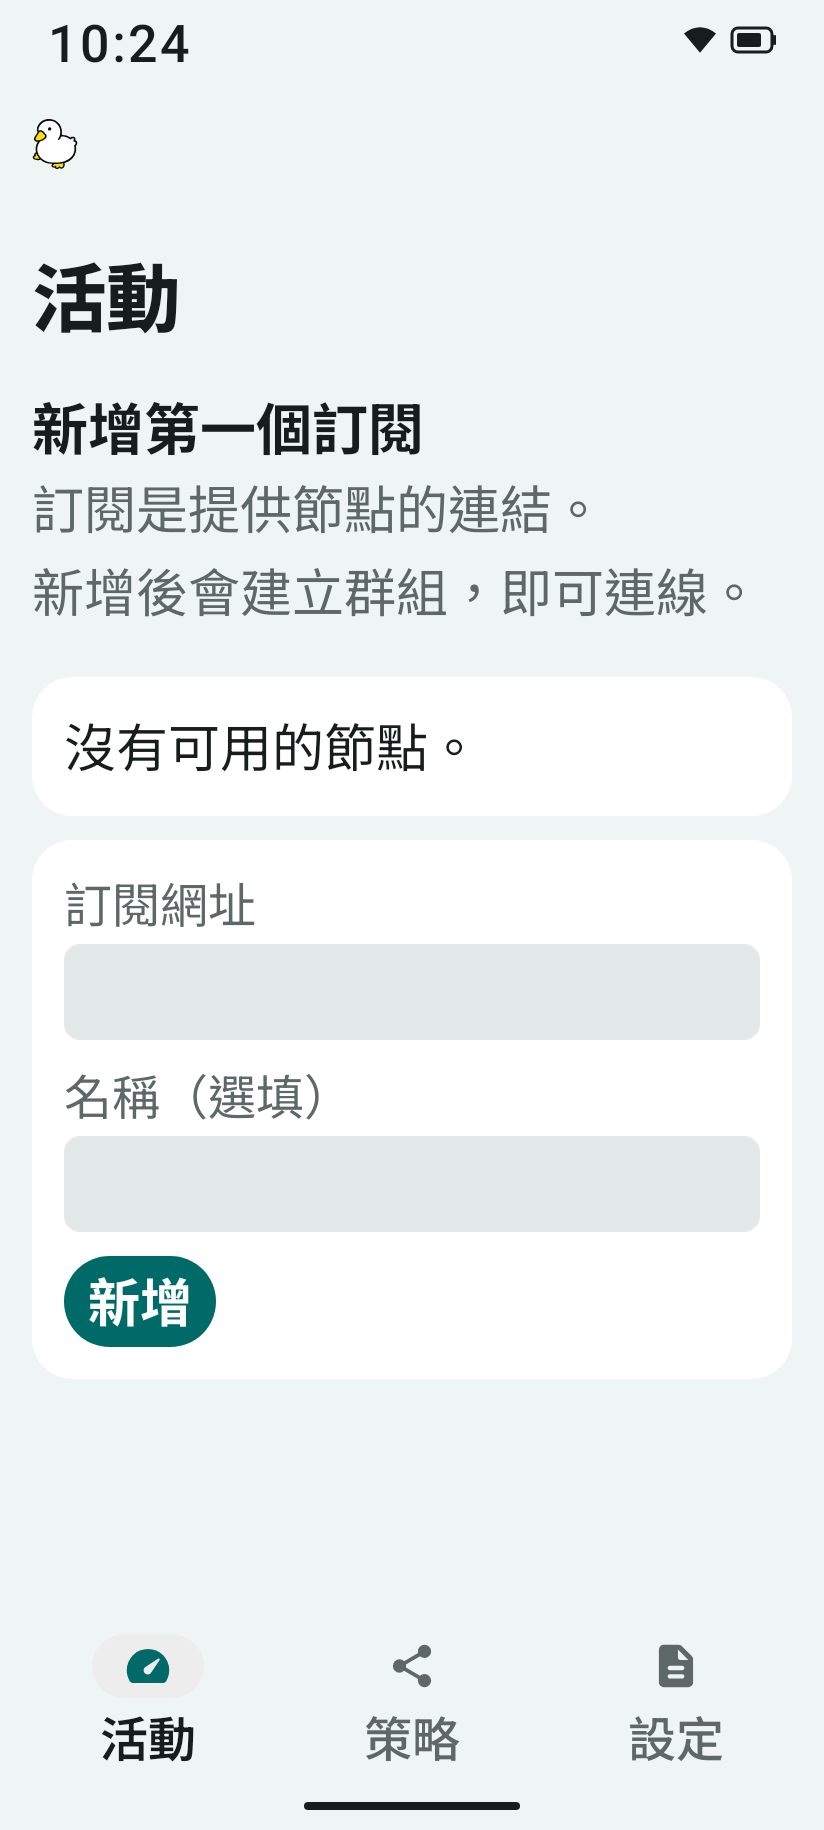 10:24
活動
新增第一個訂閱
訂閱是提供節點的連結。
新增後會建立群組，即可連線。
沒有可用的節點。
訂閱網址
名稱（選填）
新增
活動
策略
設定